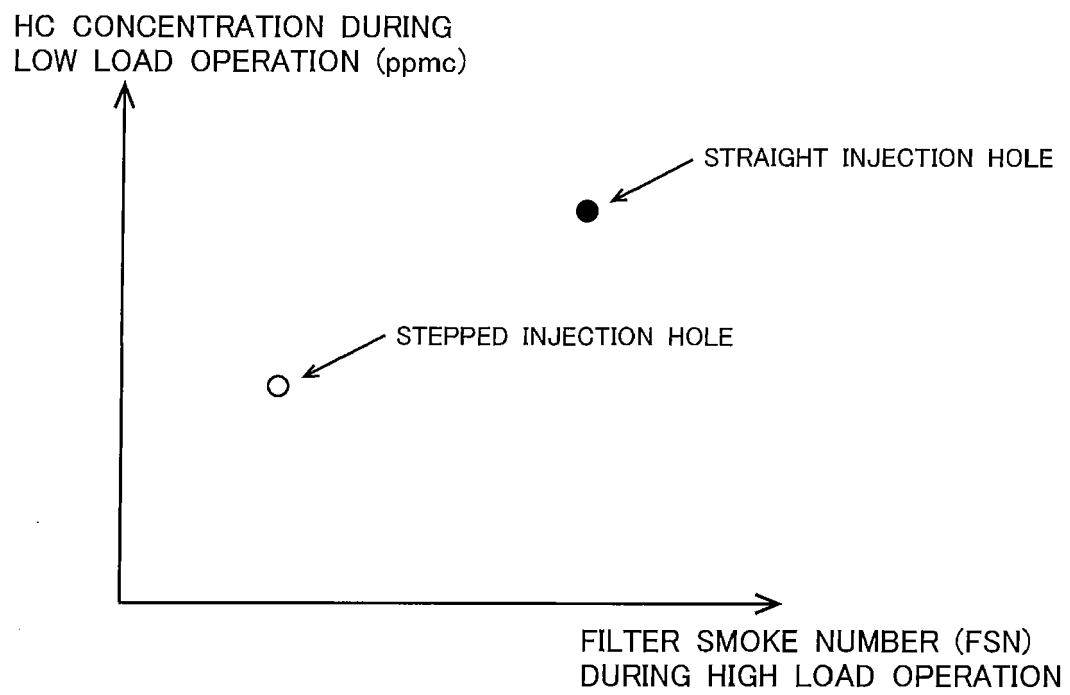 HC CONCENTRATION DURING
LOW LOAD OPERATION (ppmc)
STRAIGHT INJECTION HOLE
STEPPED INJECTION HOLE
FILTER SMOKE NUMBER (FSN)
DURING HIGH LOAD OPERATION